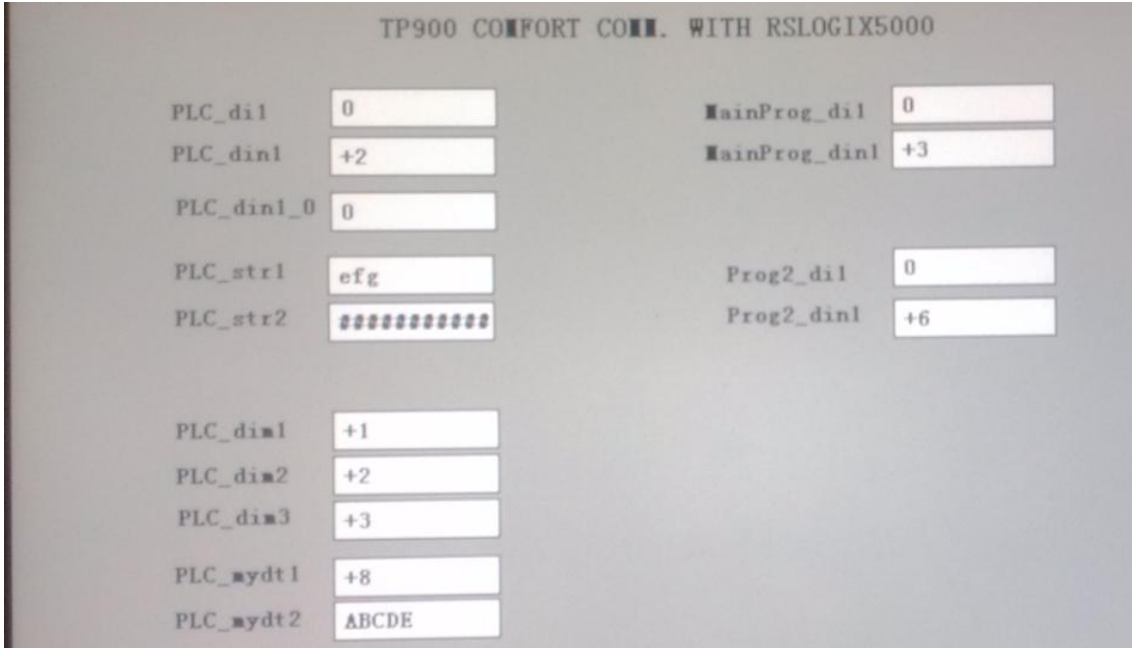 TP900 COMFORT COMM. WITH RSLOGIX5000
PLC_di1 0
MainProg_di1 0
PLC_din1 +2
MainProg_din1 +3
PLC_din1_0 0
PLC_str1 efg
Prog2_di1 0
PLC_str2 ###########
Prog2_din1 +6
PLC_dim1 +1
PLC_dim2 +2
PLC_dim3 +3
PLC_mydt1 +8
PLC_mydt2 ABCDE